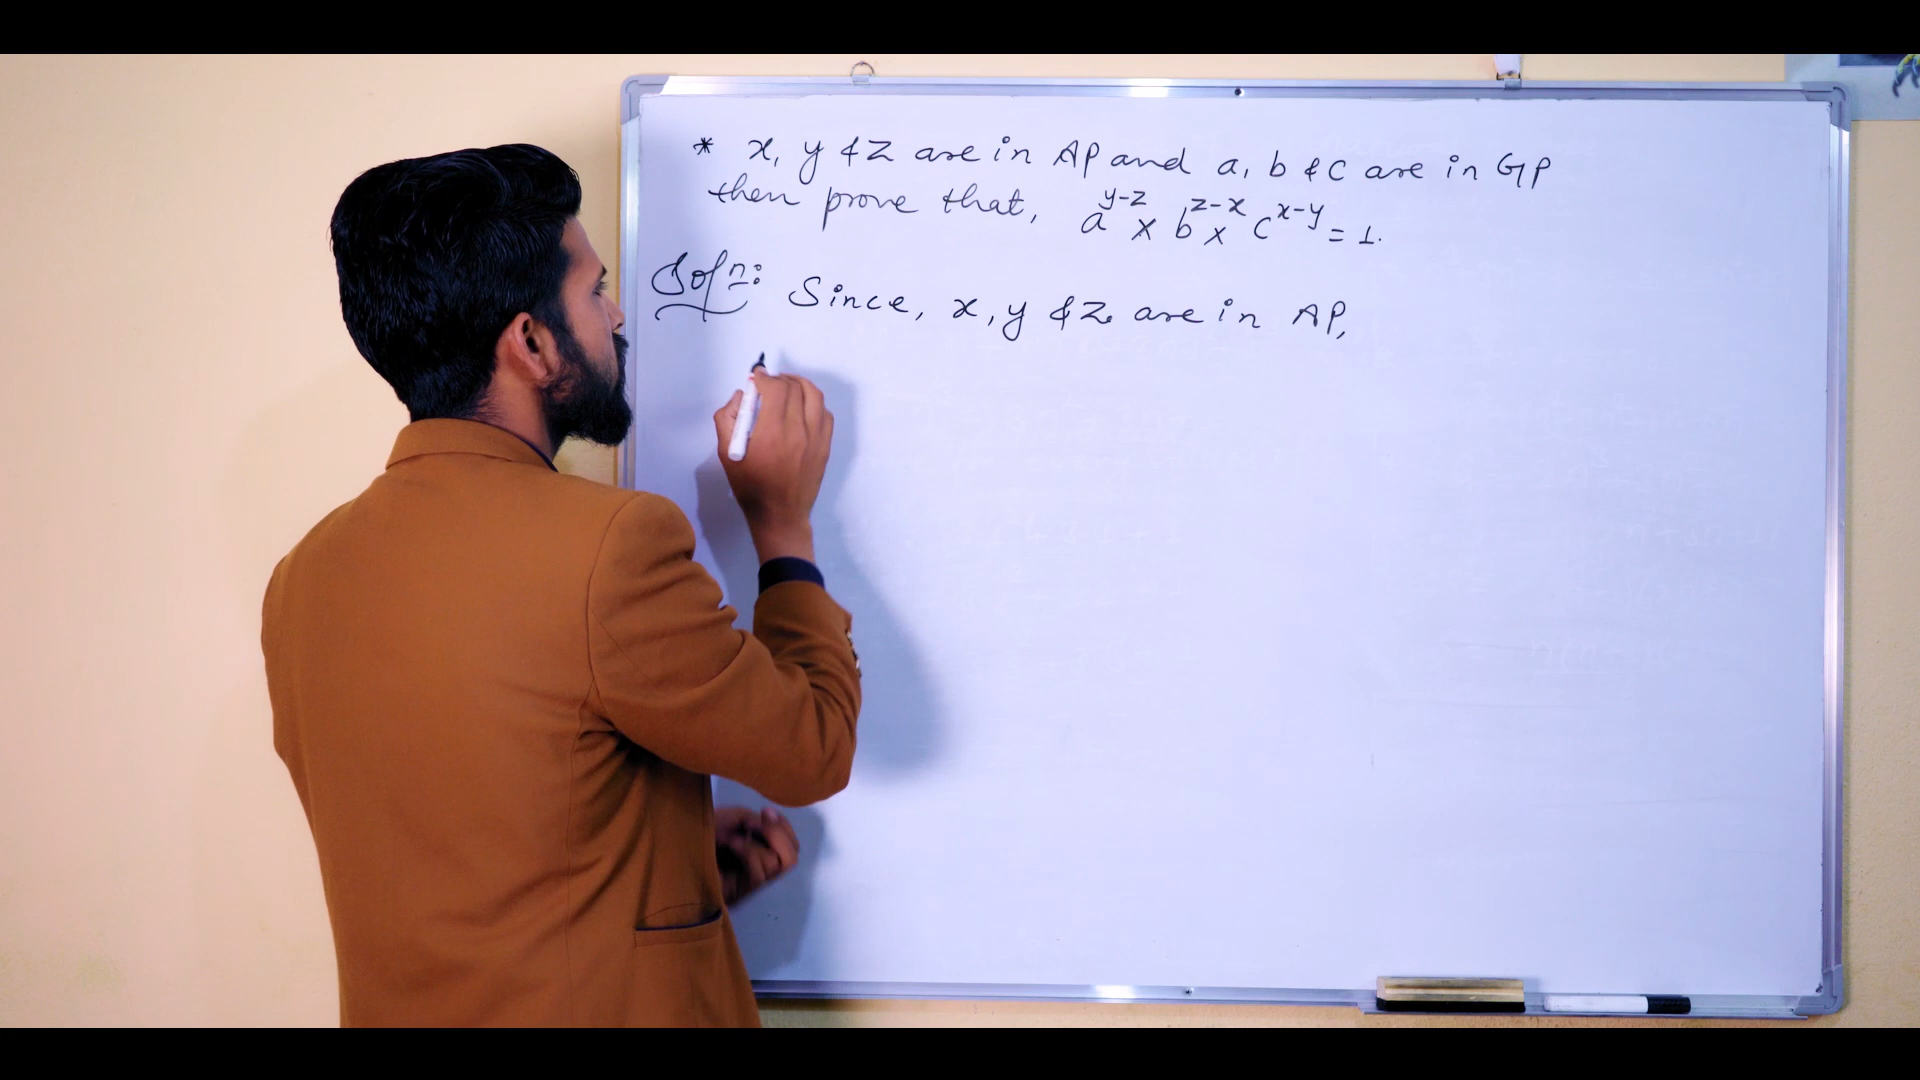 * x, y & z are in AP and a, b & c are in GP
then prove that, a^{y-z} x b^{z-x} x c^{x-y} = 1.
Solⁿ: Since, x, y & z are in AP,